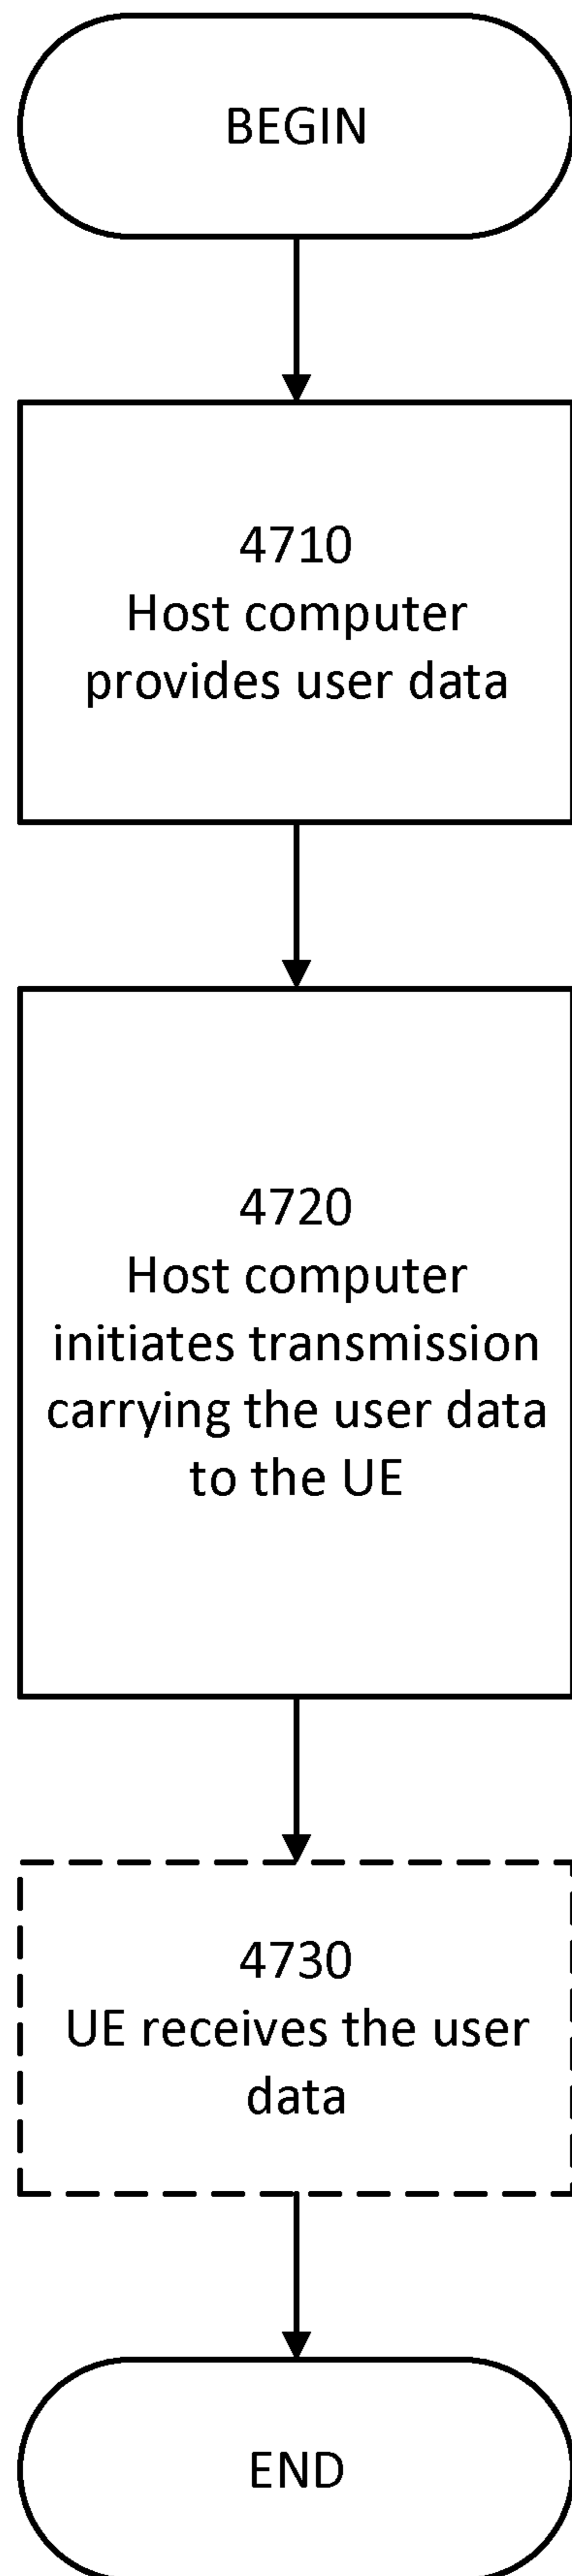 BEGIN
4710
Host computer
provides user data
4720
Host computer
initiates transmission
carrying the user data
to the UE
4730
UE receives the user
data
END